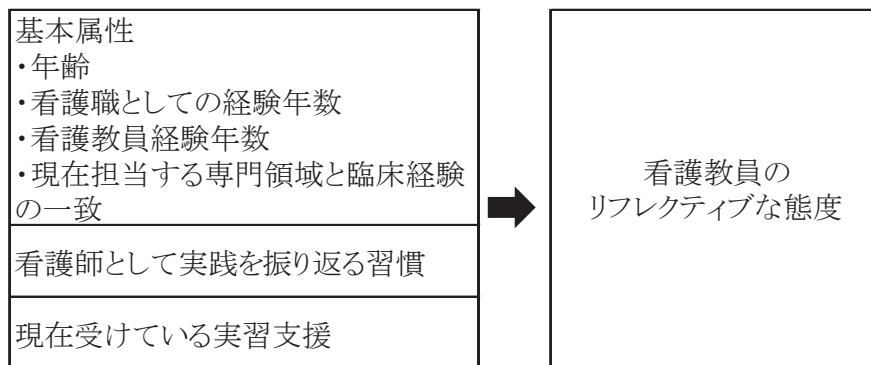 基本属性
・年齢
・看護職としての経験年数
・看護教員経験年数
・現在担当する専門領域と臨床経験
の一致
看護師として実践を振り返る習慣
現在受けている実習支援
看護教員の
リフレクティブな態度